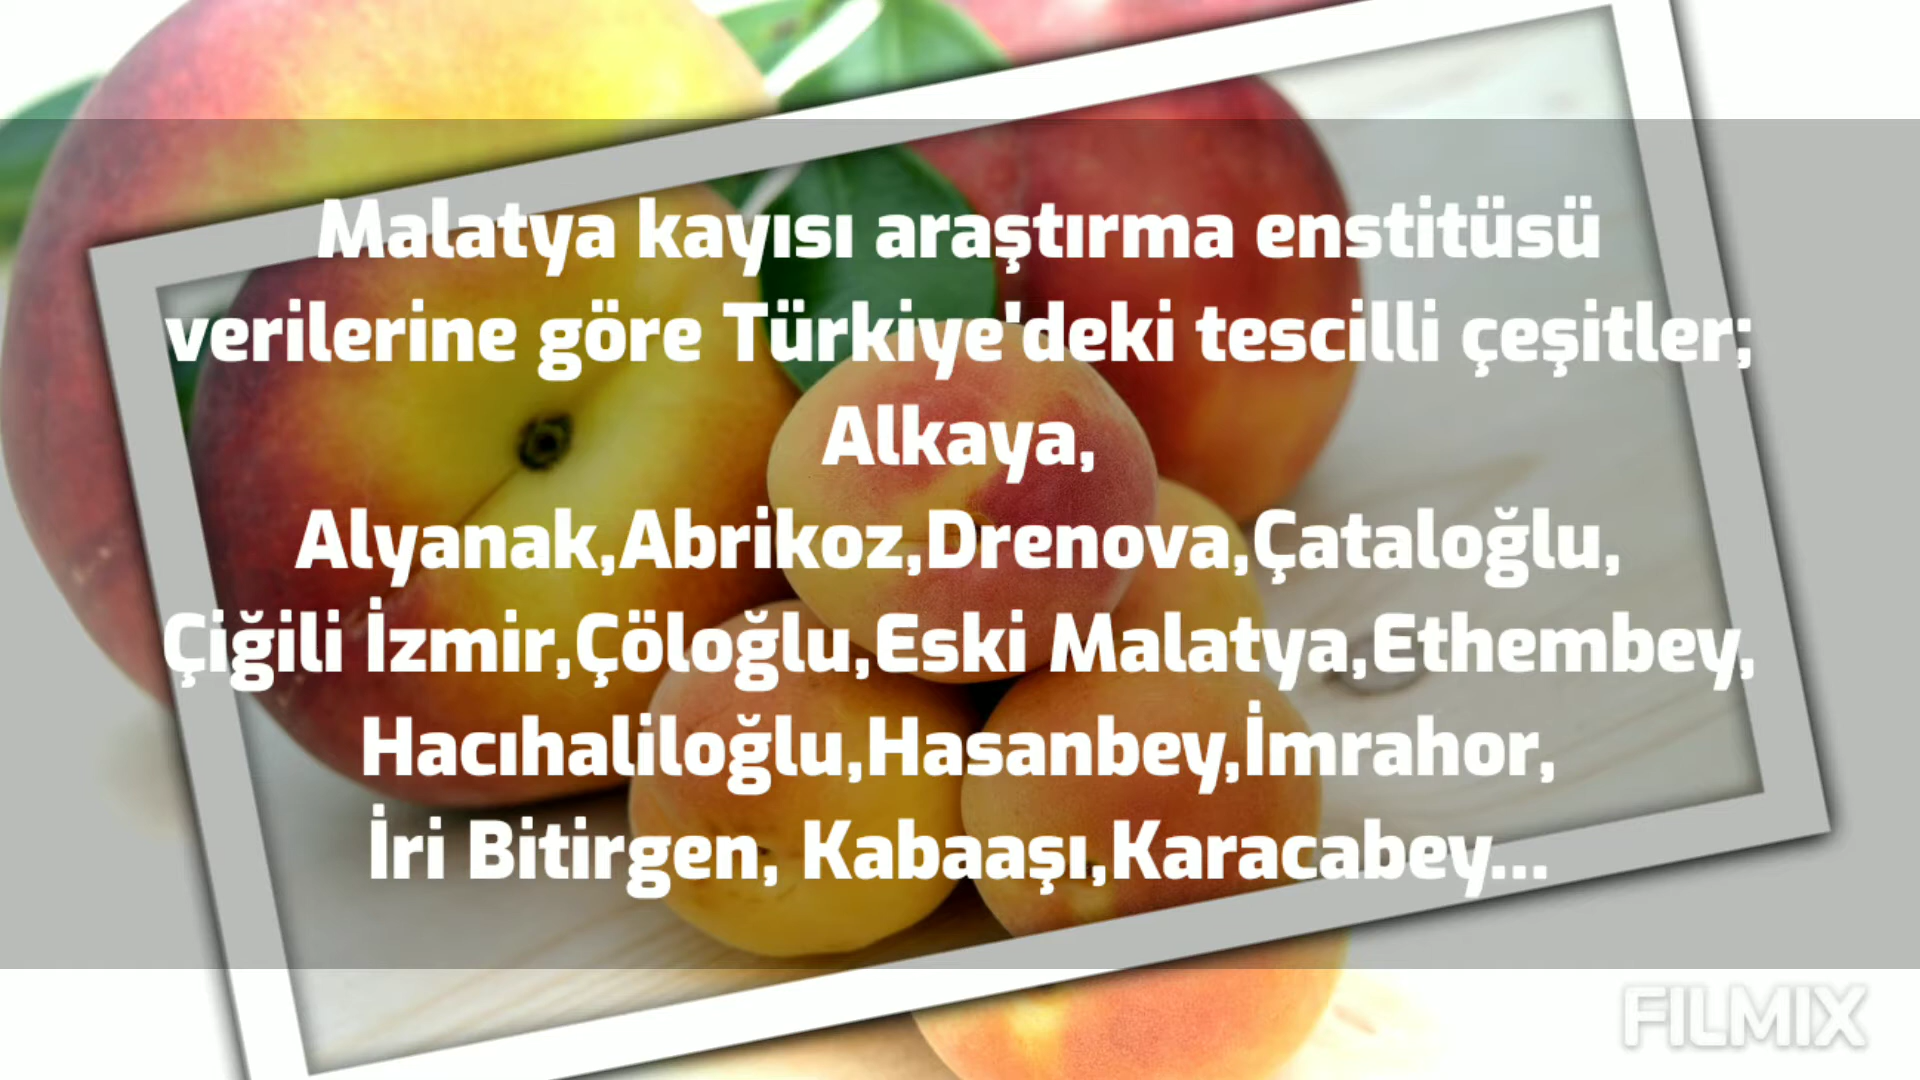 Malatya kayısı araştırma enstitüsü
verilerine göre Türkiye'deki tescilli çeşitler;
Alkaya,
Alyanak,Abrikoz,Drenova,Çataloğlu,
Çiğili İzmir,Çöloğlu,Eski Malatya,Ethembey,
Hacıhaliloğlu,Hasanbey,İmrahor,
İri Bitirgen, Kabaaşı,Karacabey...
FILMIX